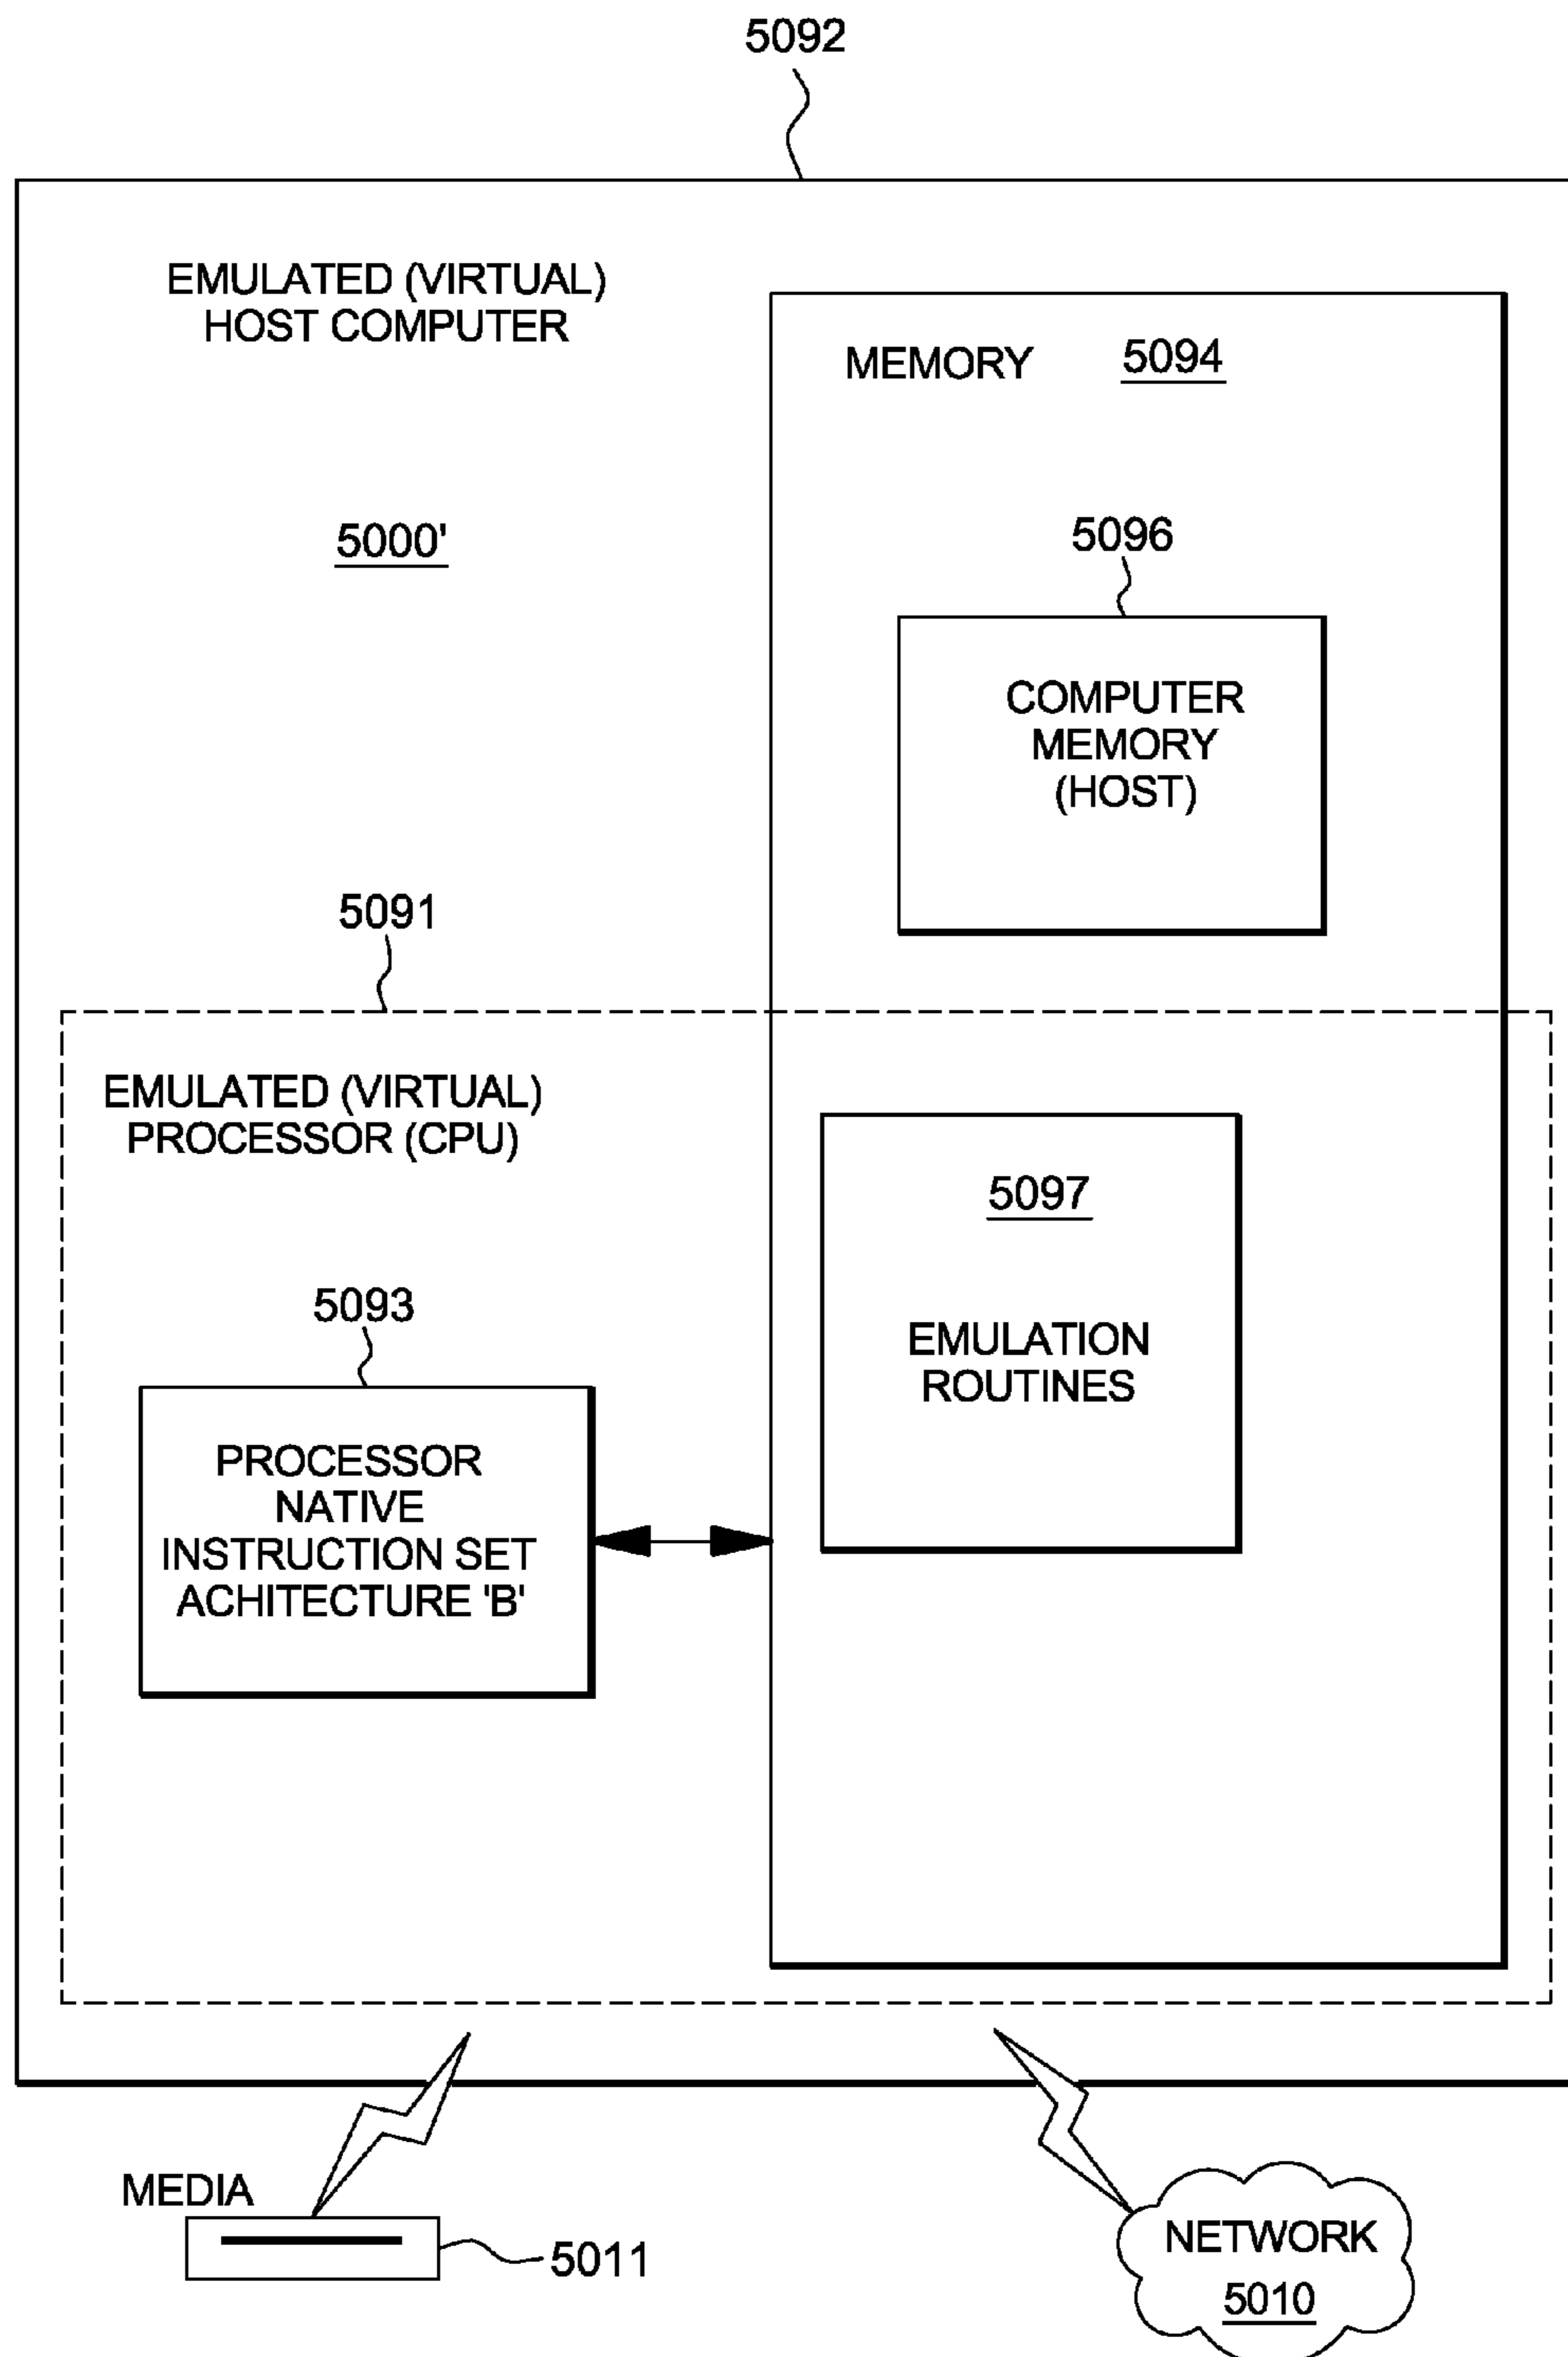 5092
EMULATED (VIRTUAL)
HOST COMPUTER
MEMORY 5094
5000'
5096
COMPUTER
MEMORY
(HOST)
5091
EMULATED (VIRTUAL)
PROCESSOR (CPU)
5097
EMULATION
ROUTINES
5093
PROCESSOR
NATIVE
INSTRUCTION SET
ACHITECTURE 'B'
MEDIA
5011
NETWORK
5010